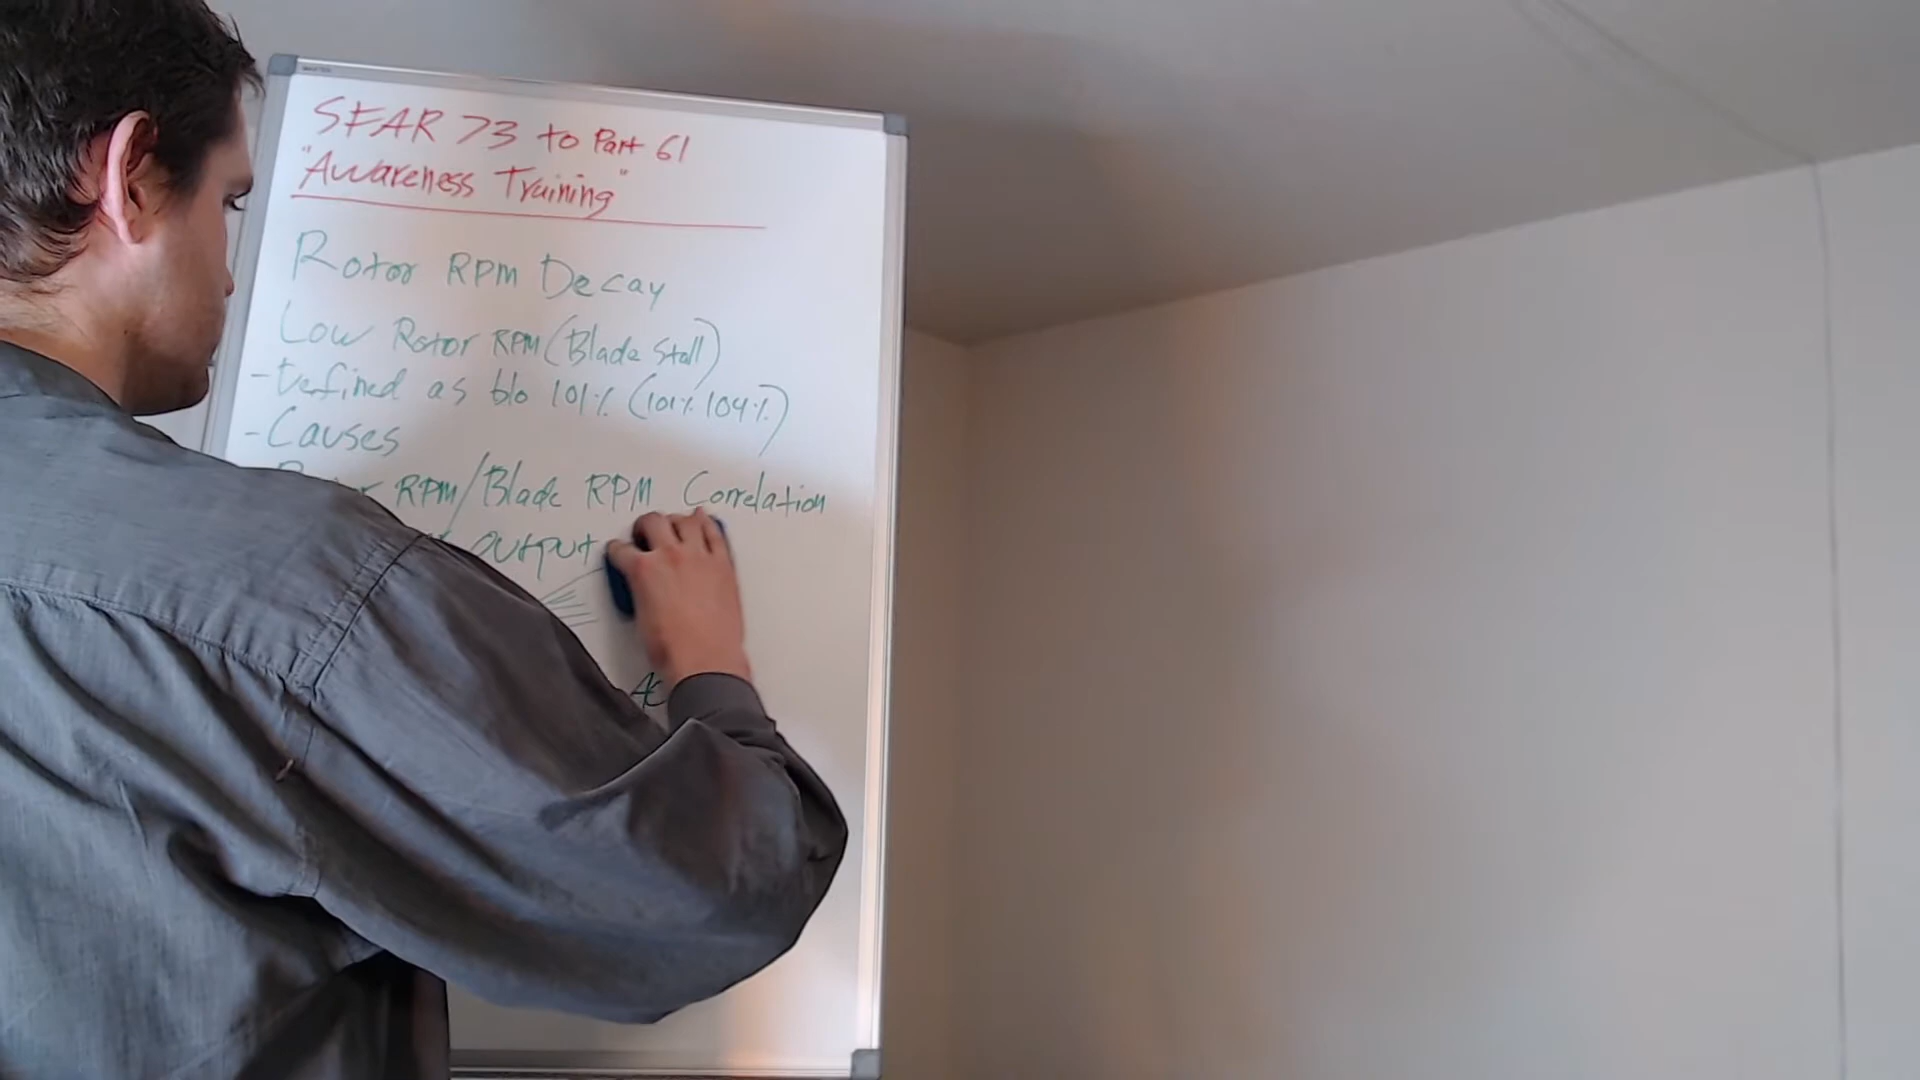 SFAR 73 to Part 61
"Awareness Training"
Rotor RPM Decay
Low Rotor RPM (Blade Stall)
- Defined as blo 101% (101% 104%)
- Causes
RPM/Blade RPM Correlation
output